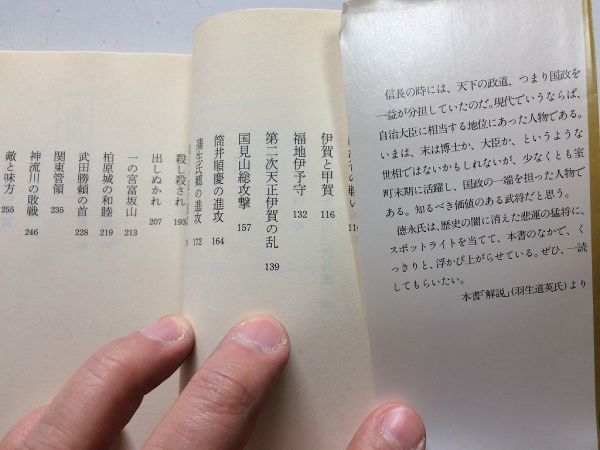 信長の時には、天下の政道、つまり国政を
一益が分担していたのだ。現代でいうならば、
自治大臣に相当する地位にあった人物である。
いまは、末は博士か、大臣か、というような
世相ではないかもしれないが、少なくとも室
町末期に活躍し、国政の一端を担った人物で
ある。知るべき価値のある武将だと思う。
徳永氏は、歴史の闇に消えた悲運の猛将に、
スポットライトを当てて、本書のなかで、く
っきりと、浮かび上がらせている。ぜひ、一読
してもらいたい。
本書「解説」(羽生道英氏)より
伊賀と甲賀 116
福地伊予守 132
第二次天正伊賀の乱 139
国見山総攻撃 157
筒井順慶の進攻 164
蒲生氏郷の進攻 172
殺し殺され 193
出しぬかれ 207
一の宮富坂山 213
柏原城の和睦 219
武田勝頼の首 228
関東管領 235
神流川の敗戦 246
敵と味方 255